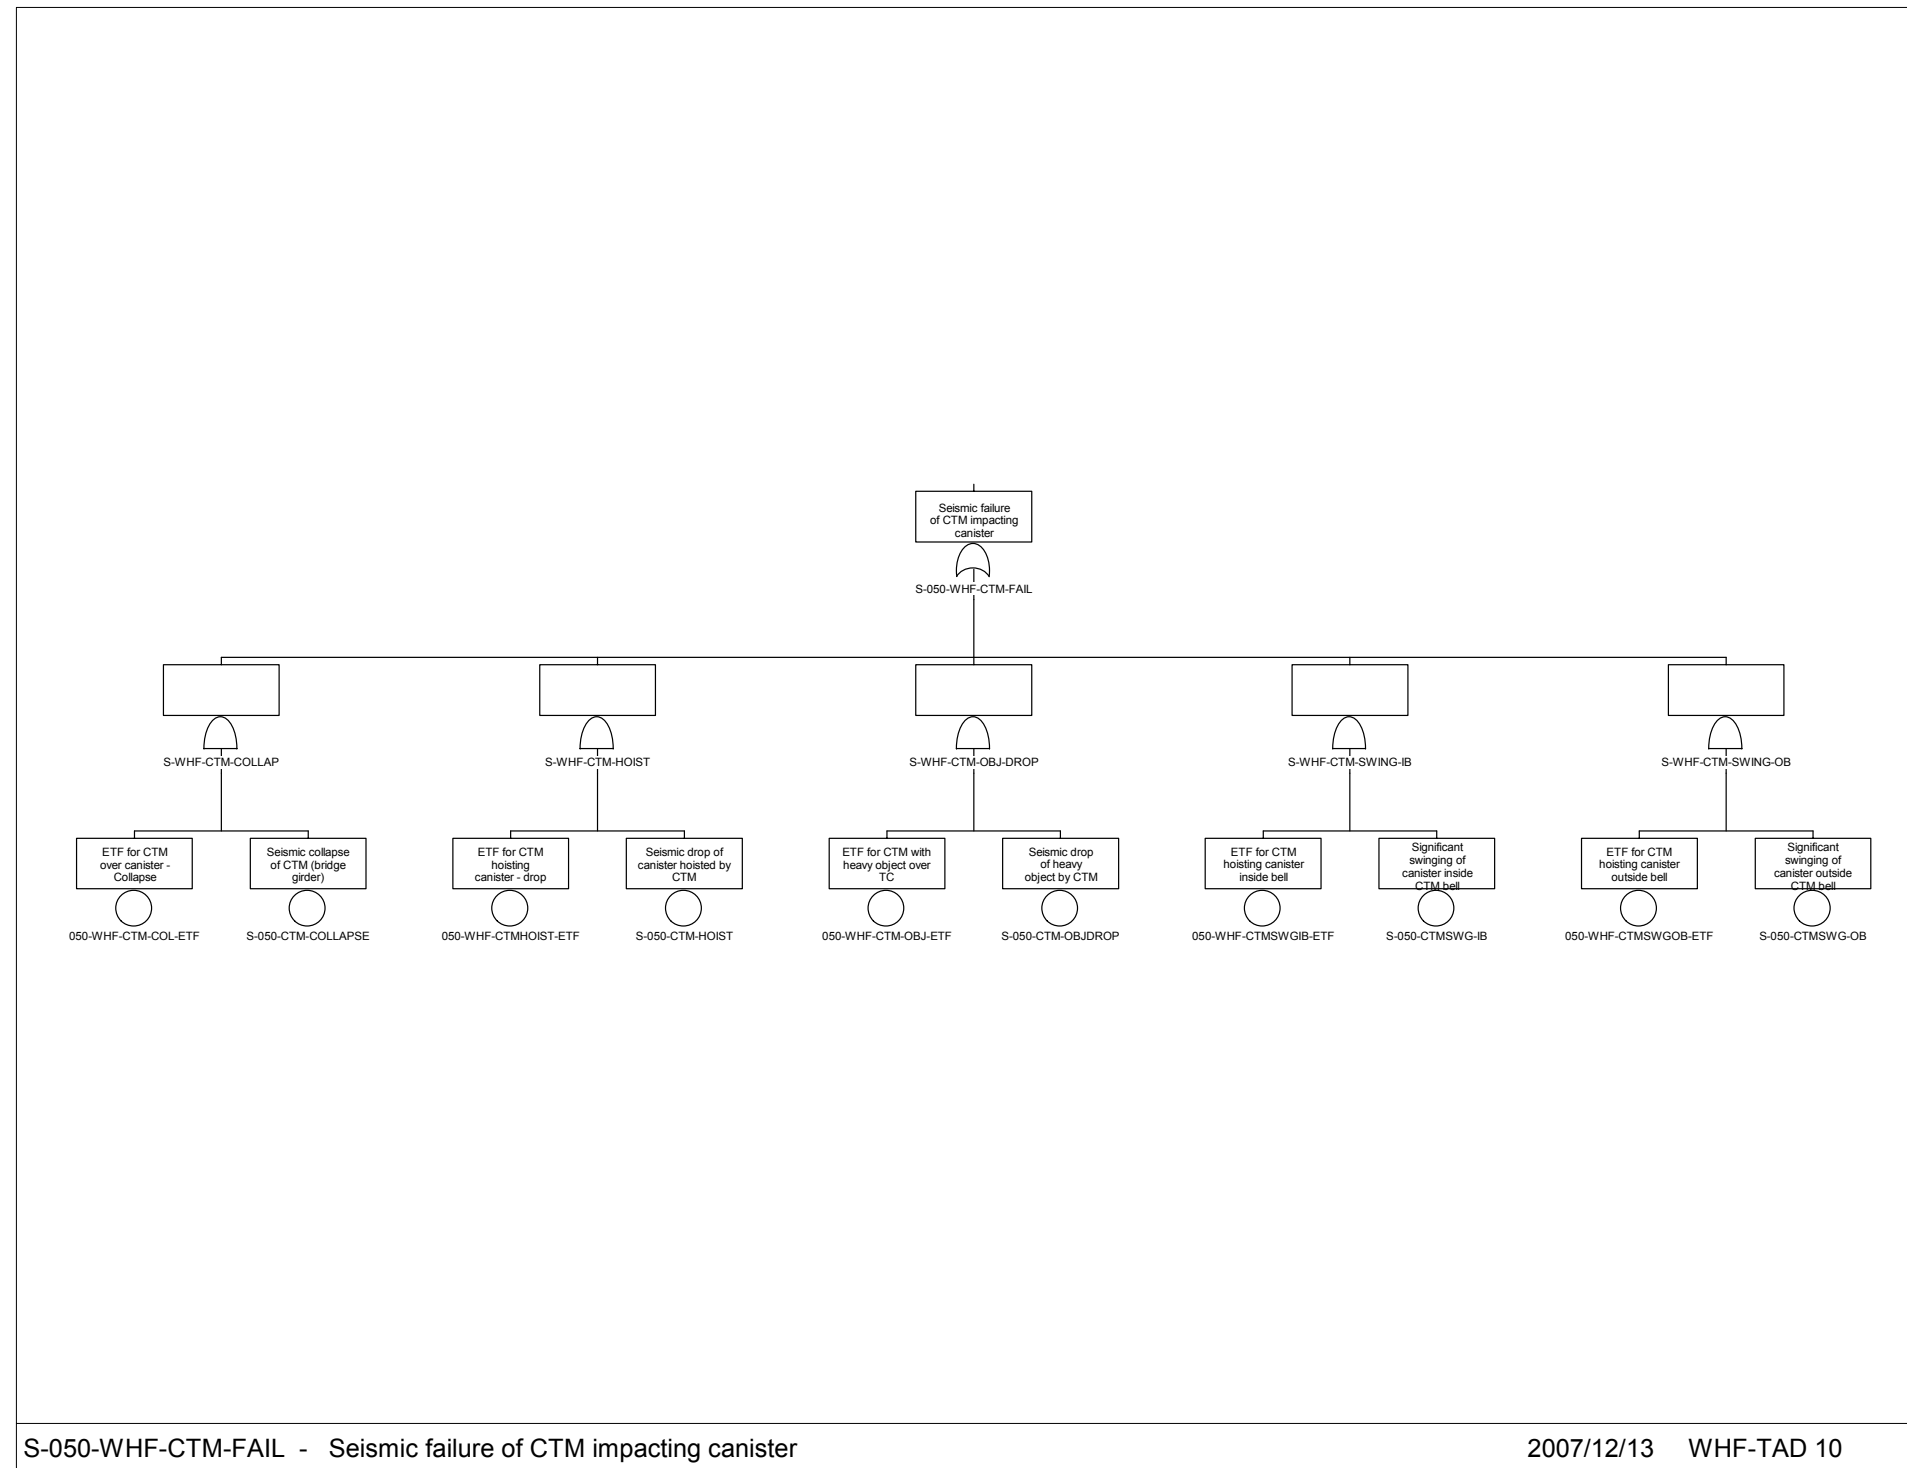 Seismic failure
of CTM impacting
canister
S-050-WHF-CTM-FAIL
S-WHF-CTM-COLLAP
S-WHF-CTM-HOIST
S-WHF-CTM-OBJ-DROP
S-WHF-CTM-SWING-IB
S-WHF-CTM-SWING-OB
ETF for CTM
over canister -
Collapse
050-WHF-CTM-COL-ETF
Seismic collapse
of CTM (bridge
girder)
S-050-CTM-COLLAPSE
ETF for CTM
hoisting
canister - drop
050-WHF-CTMHOIST-ETF
Seismic drop of
canister hoisted by
CTM
S-050-CTM-HOIST
ETF for CTM with
heavy object over
TC
050-WHF-CTM-OBJ-ETF
Seismic drop
of heavy
object by CTM
S-050-CTM-OBJDROP
ETF for CTM
hoisting canister
inside bell
050-WHF-CTMSWGIB-ETF
Significant
swinging of
canister inside
CTM bell
S-050-CTMSWG-IB
ETF for CTM
hoisting canister
outside bell
050-WHF-CTMSWGOB-ETF
Significant
swinging of
canister outside
CTM bell
S-050-CTMSWG-OB
S-050-WHF-CTM-FAIL - Seismic failure of CTM impacting canister
2007/12/13 WHF-TAD 10